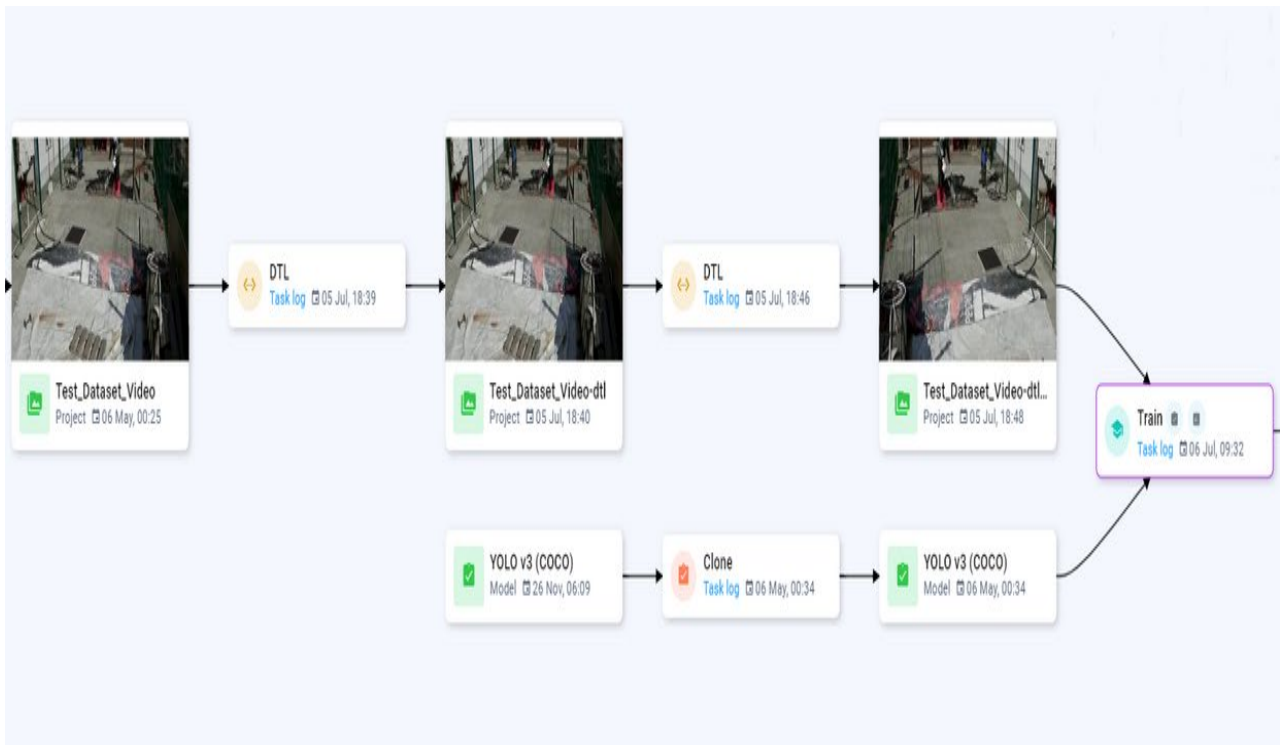 DTL
Task log 05 Jul, 18:39
DTL
Task log 05 Jul, 18:46
Test_Dataset_Video
Project 06 May, 00:25
Test_Dataset_Video-dtl
Project 05 Jul, 18:40
Test_Dataset_Video-dtl...
Project 05 Jul, 18:48
Train
Task log 06 Jul, 09:32
YOLO v3 (COCO)
Model 26 Nov, 06:09
Clone
Task log 06 May, 00:34
YOLO v3 (COCO)
Model 06 May, 00:34